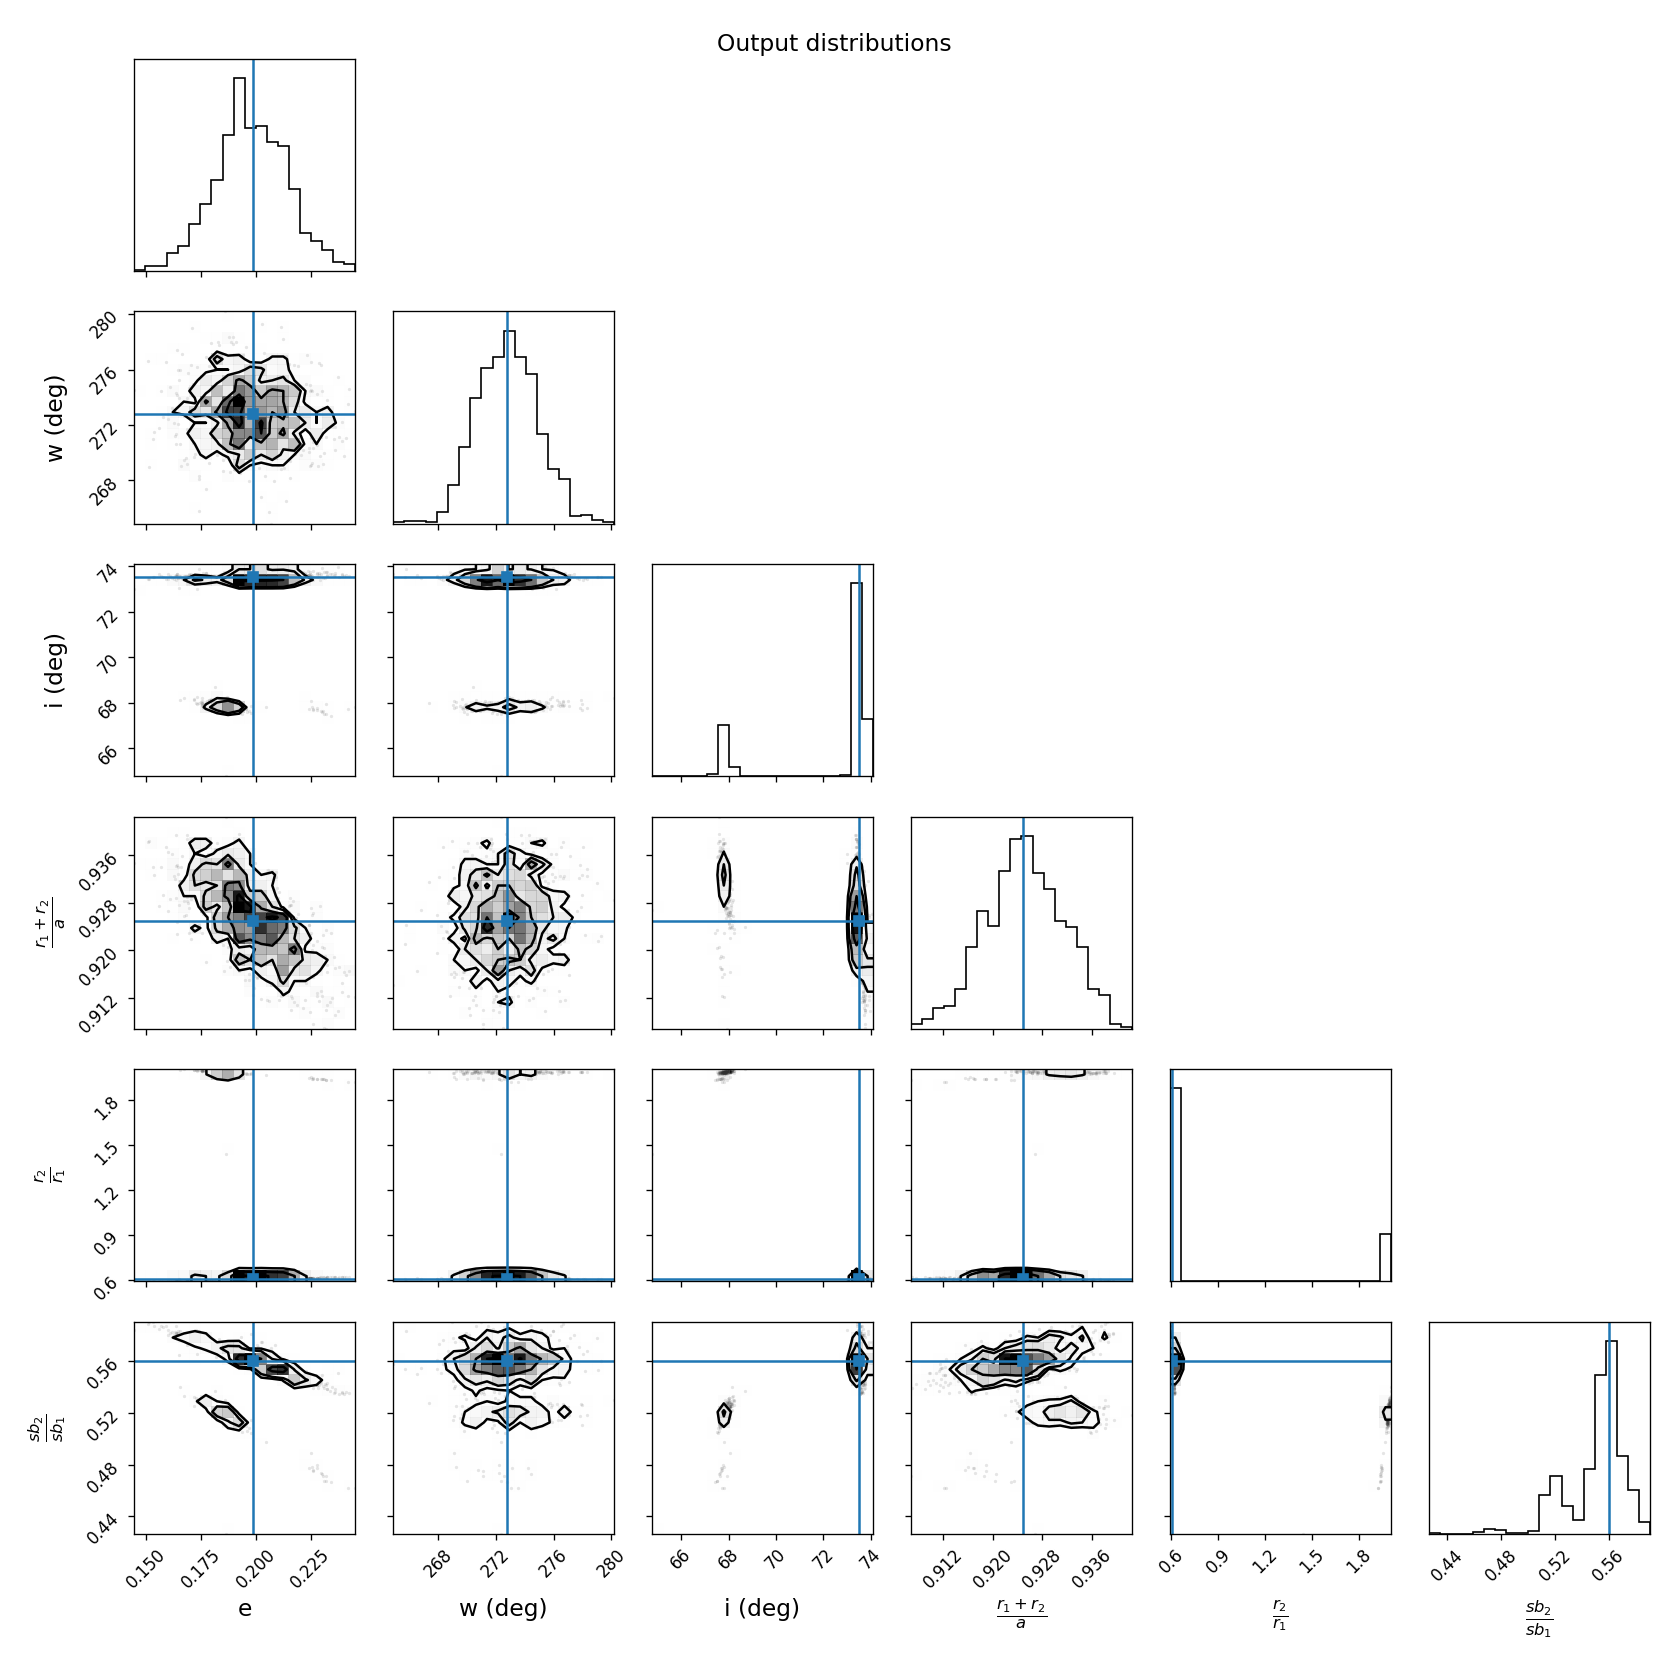 Output distributions
280
276
272
268
w (deg)
74
72
70
68
66
i (deg)
0.936
0.928
0.920
0.912
r₁ + r₂
a
1.8
1.5
1.2
0.9
0.6
r₂
r₁
0.56
0.52
0.48
0.44
sb₂
sb₁
0.150 0.175 0.200 0.225 268 272 276 280 66 68 70 72 74 0.912 0.920 0.928 0.936 0.6 0.9 1.2 1.5 1.8 0.44 0.48 0.52 0.56
e w (deg) i (deg) r₁ + r₂ r₂ sb₂
a r₁ sb₁